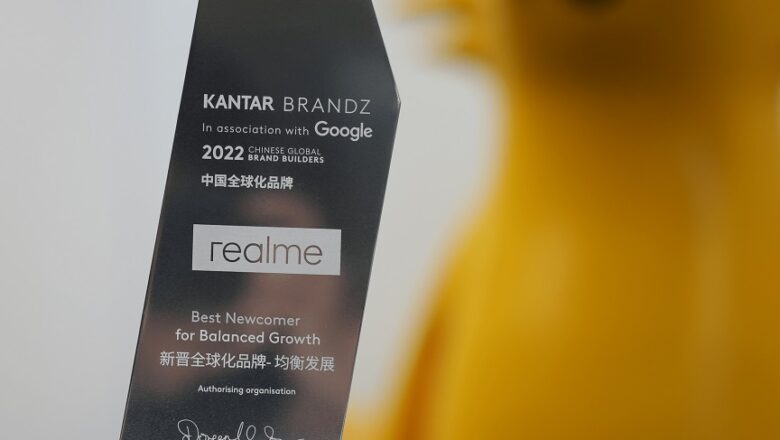 KANTAR BRANDZ
In association with Google
2022 CHINESE GLOBAL
BRAND BUILDERS
中国全球化品牌
realme
Best Newcomer
for Balanced Growth
新晋全球化品牌-均衡发展
Authorising organisation